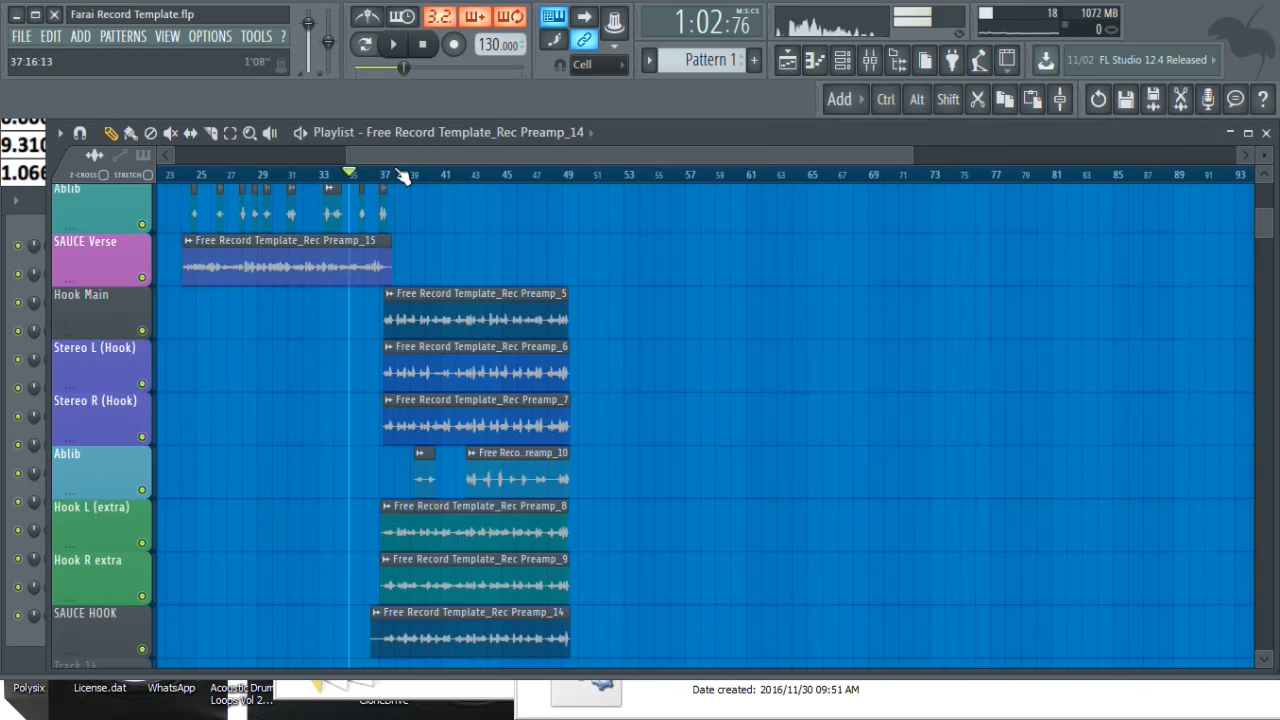 Farai Record Template.flp
FILE EDIT ADD PATTERNS VIEW OPTIONS TOOLS ?
37:16:13 1'08"
3.2. 130.000
Cell
1:02:76 M:S:CS
Pattern 1
18 1072 MB
0
11/02 FL Studio 12.4 Released
Add Ctrl Alt Shift
9.310
1.066
Playlist - Free Record Template_Rec Preamp_14
Z-CROSS STRETCH
23 25 27 29 31 33 35 37 39 41 43 45 47 49 51 53 55 57 59 61 63 65 67 69 71 73 75 77 79 81 83 85 87 89 91 93
Ablib
SAUCE Verse
Free Record Template_Rec Preamp_15
Hook Main
Free Record Template_Rec Preamp_5
Stereo L (Hook)
Free Record Template_Rec Preamp_6
Stereo R (Hook)
Free Record Template_Rec Preamp_7
Ablib
Free Reco..reamp_10
Hook L (extra)
Free Record Template_Rec Preamp_8
Hook R extra
Free Record Template_Rec Preamp_9
SAUCE HOOK
Free Record Template_Rec Preamp_14
Track 14
Polysix License.dat WhatsApp Acoustic Drum Loops Vol 2... CloneDrive
Date created: 2016/11/30 09:51 AM